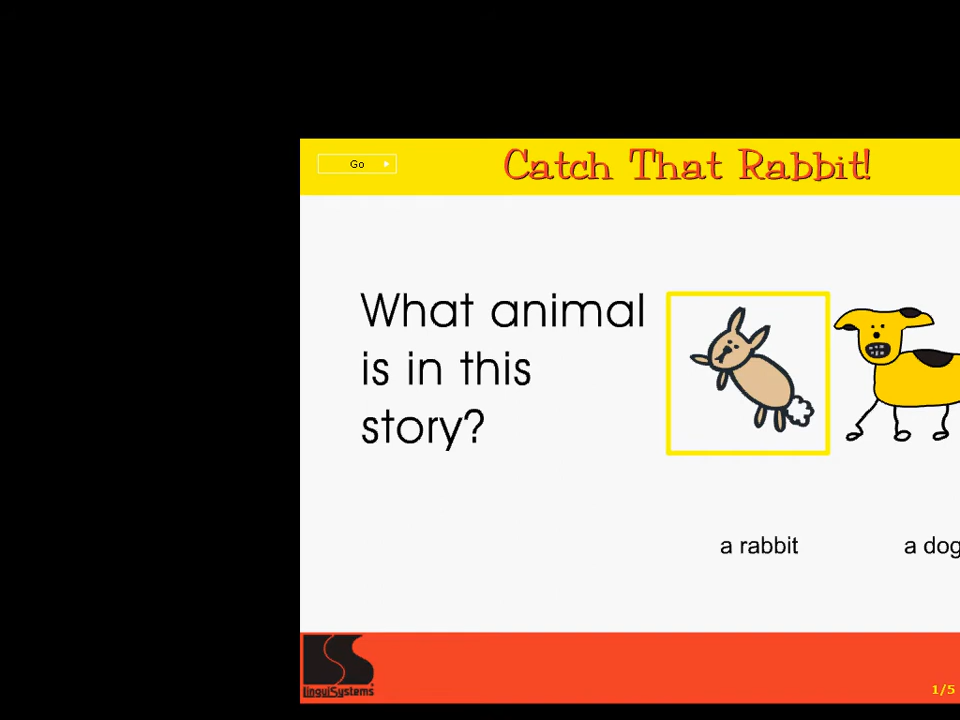 Go
Catch That Rabbit!
What animal
is in this
story?
a rabbit
a dog
LinguiSystems
1/5